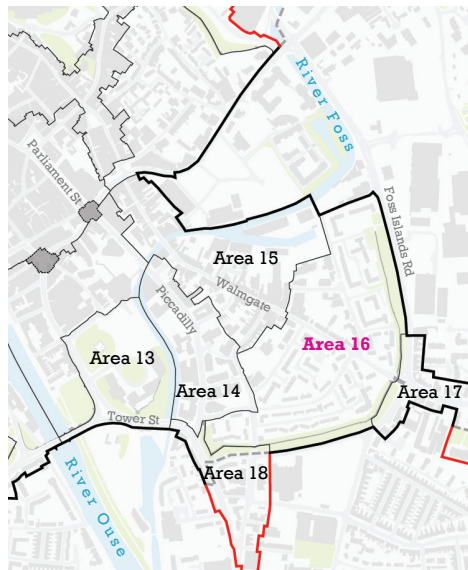 River Foss
Parliament St
Foss Islands Rd
Area 15
Walmgate
Piccadilly
Area 16
Area 13
Area 14
Area 17
Tower St
Area 18
River Ouse